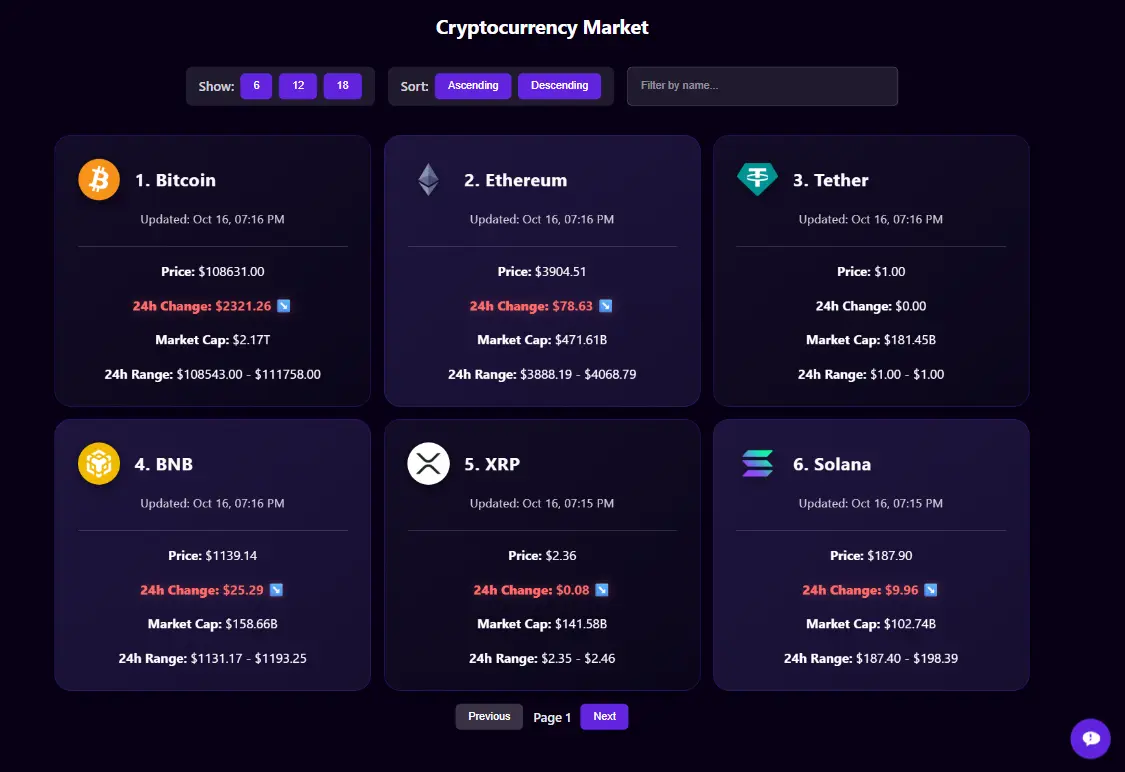 Cryptocurrency Market
Show: 6 12 18 Sort: Ascending Descending Filter by name...
1. Bitcoin
Updated: Oct 16, 07:16 PM
Price: $108631.00
24h Change: $2321.26 ↘️
Market Cap: $2.17T
24h Range: $108543.00 - $111758.00
2. Ethereum
Updated: Oct 16, 07:16 PM
Price: $3904.51
24h Change: $78.63 ↘️
Market Cap: $471.61B
24h Range: $3888.19 - $4068.79
3. Tether
Updated: Oct 16, 07:16 PM
Price: $1.00
24h Change: $0.00
Market Cap: $181.45B
24h Range: $1.00 - $1.00
4. BNB
Updated: Oct 16, 07:16 PM
Price: $1139.14
24h Change: $25.29 ↘️
Market Cap: $158.66B
24h Range: $1131.17 - $1193.25
5. XRP
Updated: Oct 16, 07:15 PM
Price: $2.36
24h Change: $0.08 ↘️
Market Cap: $141.58B
24h Range: $2.35 - $2.46
6. Solana
Updated: Oct 16, 07:15 PM
Price: $187.90
24h Change: $9.96 ↘️
Market Cap: $102.74B
24h Range: $187.40 - $198.39
Previous Page 1 Next